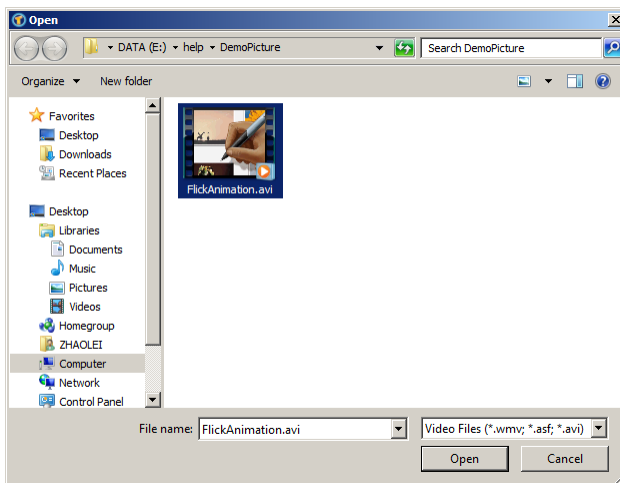 Open
DATA (E:) help DemoPicture
Search DemoPicture
Organize
New folder
Favorites
Desktop
Downloads
Recent Places
Desktop
Libraries
Documents
Music
Pictures
Videos
Homegroup
ZHAOLEI
Computer
Network
Control Panel
FlickAnimation.avi
File name: FlickAnimation.avi
Video Files (*.wmv; *.asf; *.avi)
Open Cancel